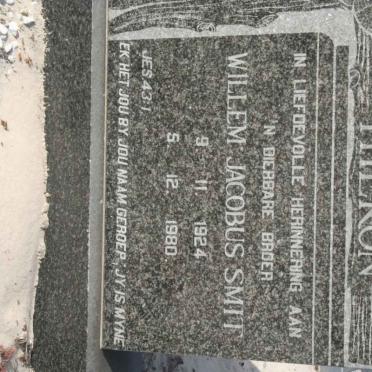 IN LIEFDEVOLLE HERINNERING AAN
'N DIERBARE BROER
WILLEM JACOBUS SMIT
9 11 1924
5 12 1980
JES 43:1
EK HET JOU BY JOU NAAM GEROEP, JY IS MYNE